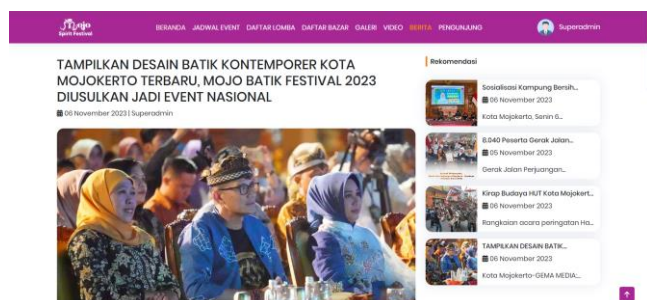 Mojo
Spirit Festival
BERANDA JADWAL EVENT DAFTAR LOMBA DAFTAR BAZAR GALERI VIDEO BERITA PENGUNJUNG
Superadmin
TAMPILKAN DESAIN BATIK KONTEMPORER KOTA
MOJOKERTO TERBARU, MOJO BATIK FESTIVAL 2023
DIUSULKAN JADI EVENT NASIONAL
06 November 2023 | Superadmin
Rekomendasi
Sosialisasi Kampung Bersih...
06 November 2023
Kota Mojokerto, Senin 6...
8.040 Peserta Gerak Jalan...
05 November 2023
Gerak Jalan Perjuangan...
Kirap Budaya HUT Kota Mojokert...
06 November 2023
Rangkaian acara peringatan Ha...
TAMPILKAN DESAIN BATIK...
06 November 2023
Kota Mojokerto-GEMA MEDIA...